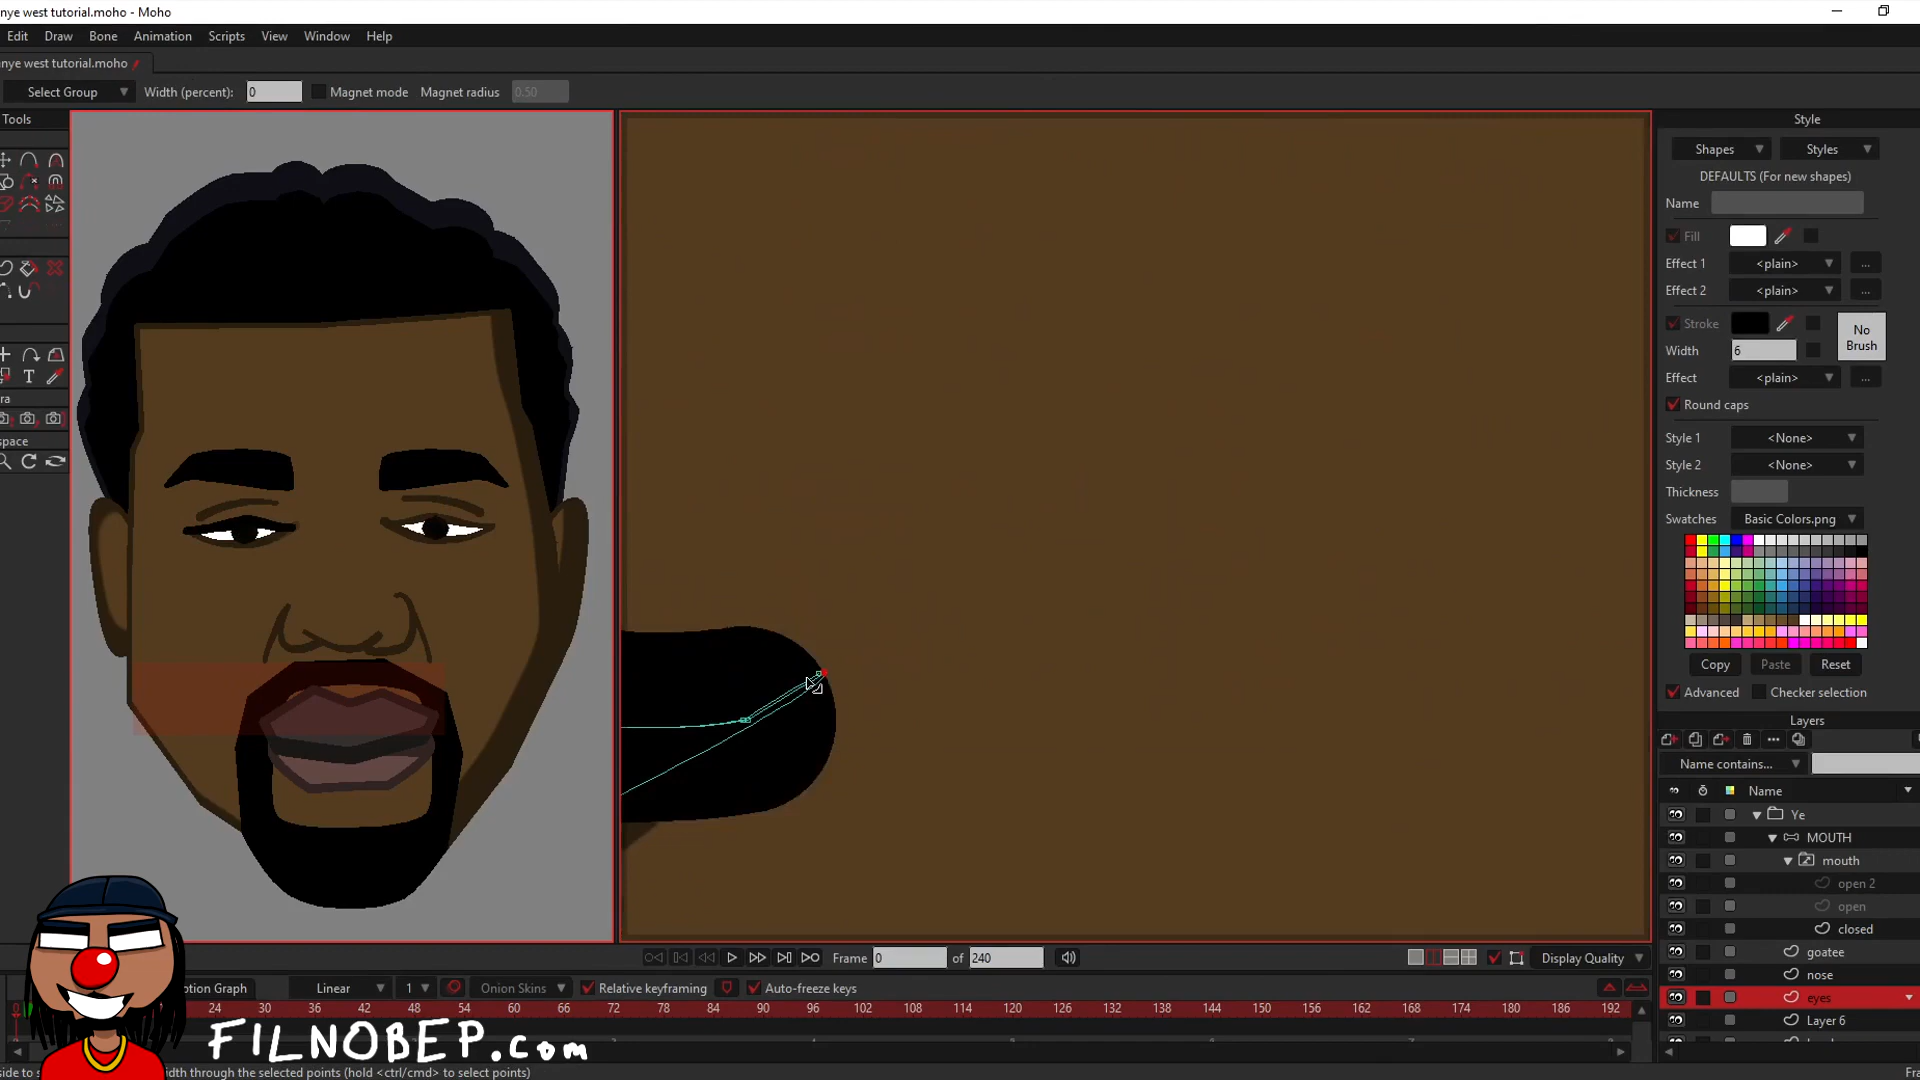 nye west tutorial.moho - Moho
Edit Draw Bone Animation Scripts View Window Help
nye west tutorial.moho
Select Group Width (percent): 0 Magnet mode Magnet radius 0.50
Tools Style
Shapes Styles
DEFAULTS (For new shapes)
Name
Fill
Effect 1 <plain> ...
Effect 2 <plain> ...
Stroke No
Brush
Width 6
Effect <plain> ...
Round caps
T
ra
space
Style 1 <None>
Style 2 <None>
Thickness
Swatches Basic Colors.png
Copy Paste Reset
Advanced Checker selection
Layers
Name contains...
Name
Ye
MOUTH
mouth
open 2
open
closed
goatee
nose
eyes
Layer 6
Frame 0 of 240 Display Quality
otion Graph Linear 1 Onion Skins Relative keyframing Auto-freeze keys
24 30 36 42 48 54 60 66 72 78 84 90 96 102 108 114 120 126 132 138 144 150 156 162 168 174 180 186 192
FILNOBEP.com
side to s idth through the selected points (hold <ctrl/cmd> to select points) Fra